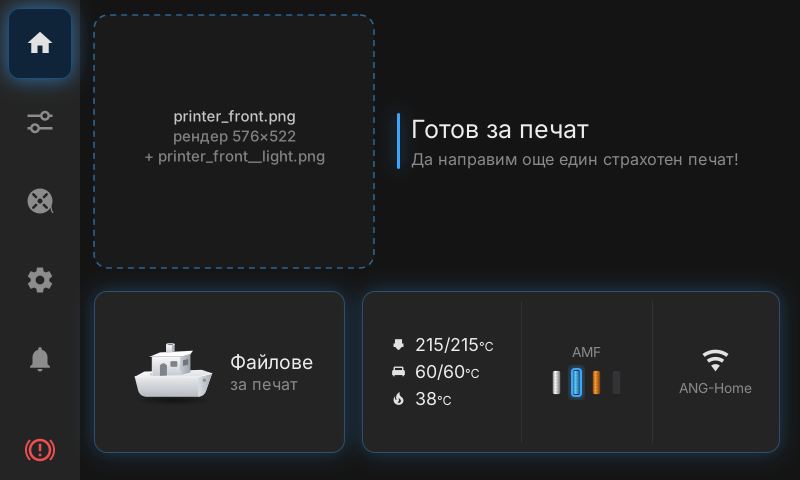 printer_front.png
рендер 576×522
+ printer_front__light.png
Готов за печат
Да направим още един страхотен печат!
Файлове
за печат
215/215°C
60/60°C
38°C
AMF
ANG-Home